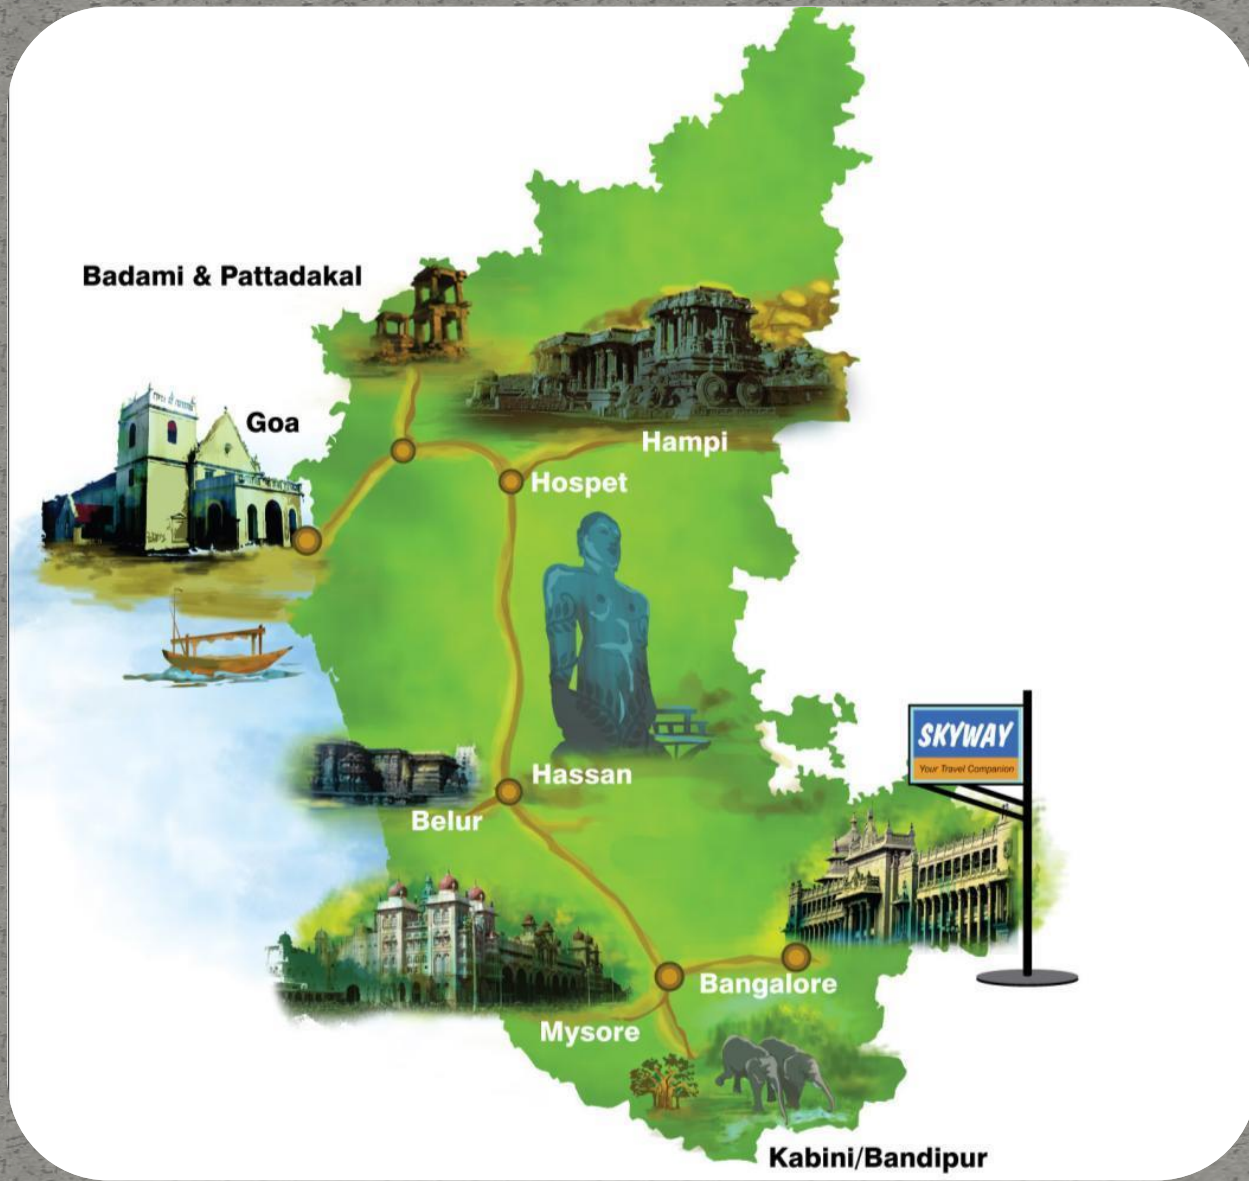 Badami & Pattadakal
Goa
Hampi
Hospet
SKYWAY
Your Travel Companion
Hassan
Belur
Bangalore
Mysore
Kabini/Bandipur